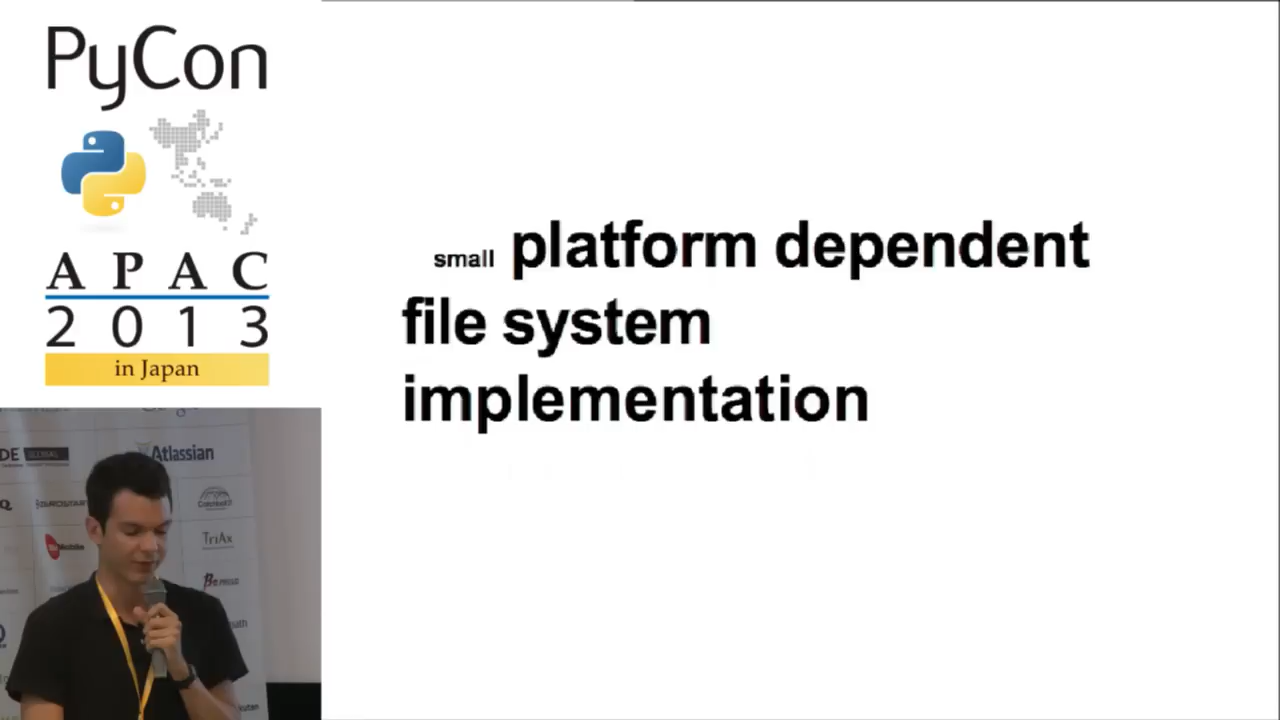 PyCon
APAC
2013
in Japan
small platform dependent
file system
implementation
Atlassian
TriAx